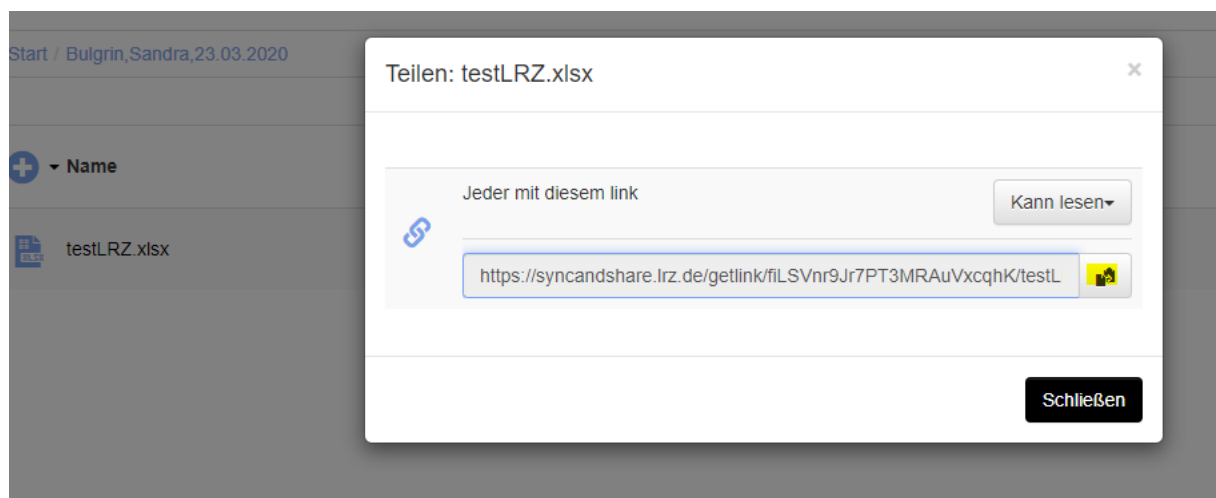 Start / Bulgrin,Sandra,23.03.2020
Teilen: testLRZ.xlsx
×
Name
Jeder mit diesem link
Kann lesen
XLSX
testLRZ.xlsx
https://syncandshare.lrz.de/getlink/fiLSVnr9Jr7PT3MRAuVxcqhK/testL
Schließen